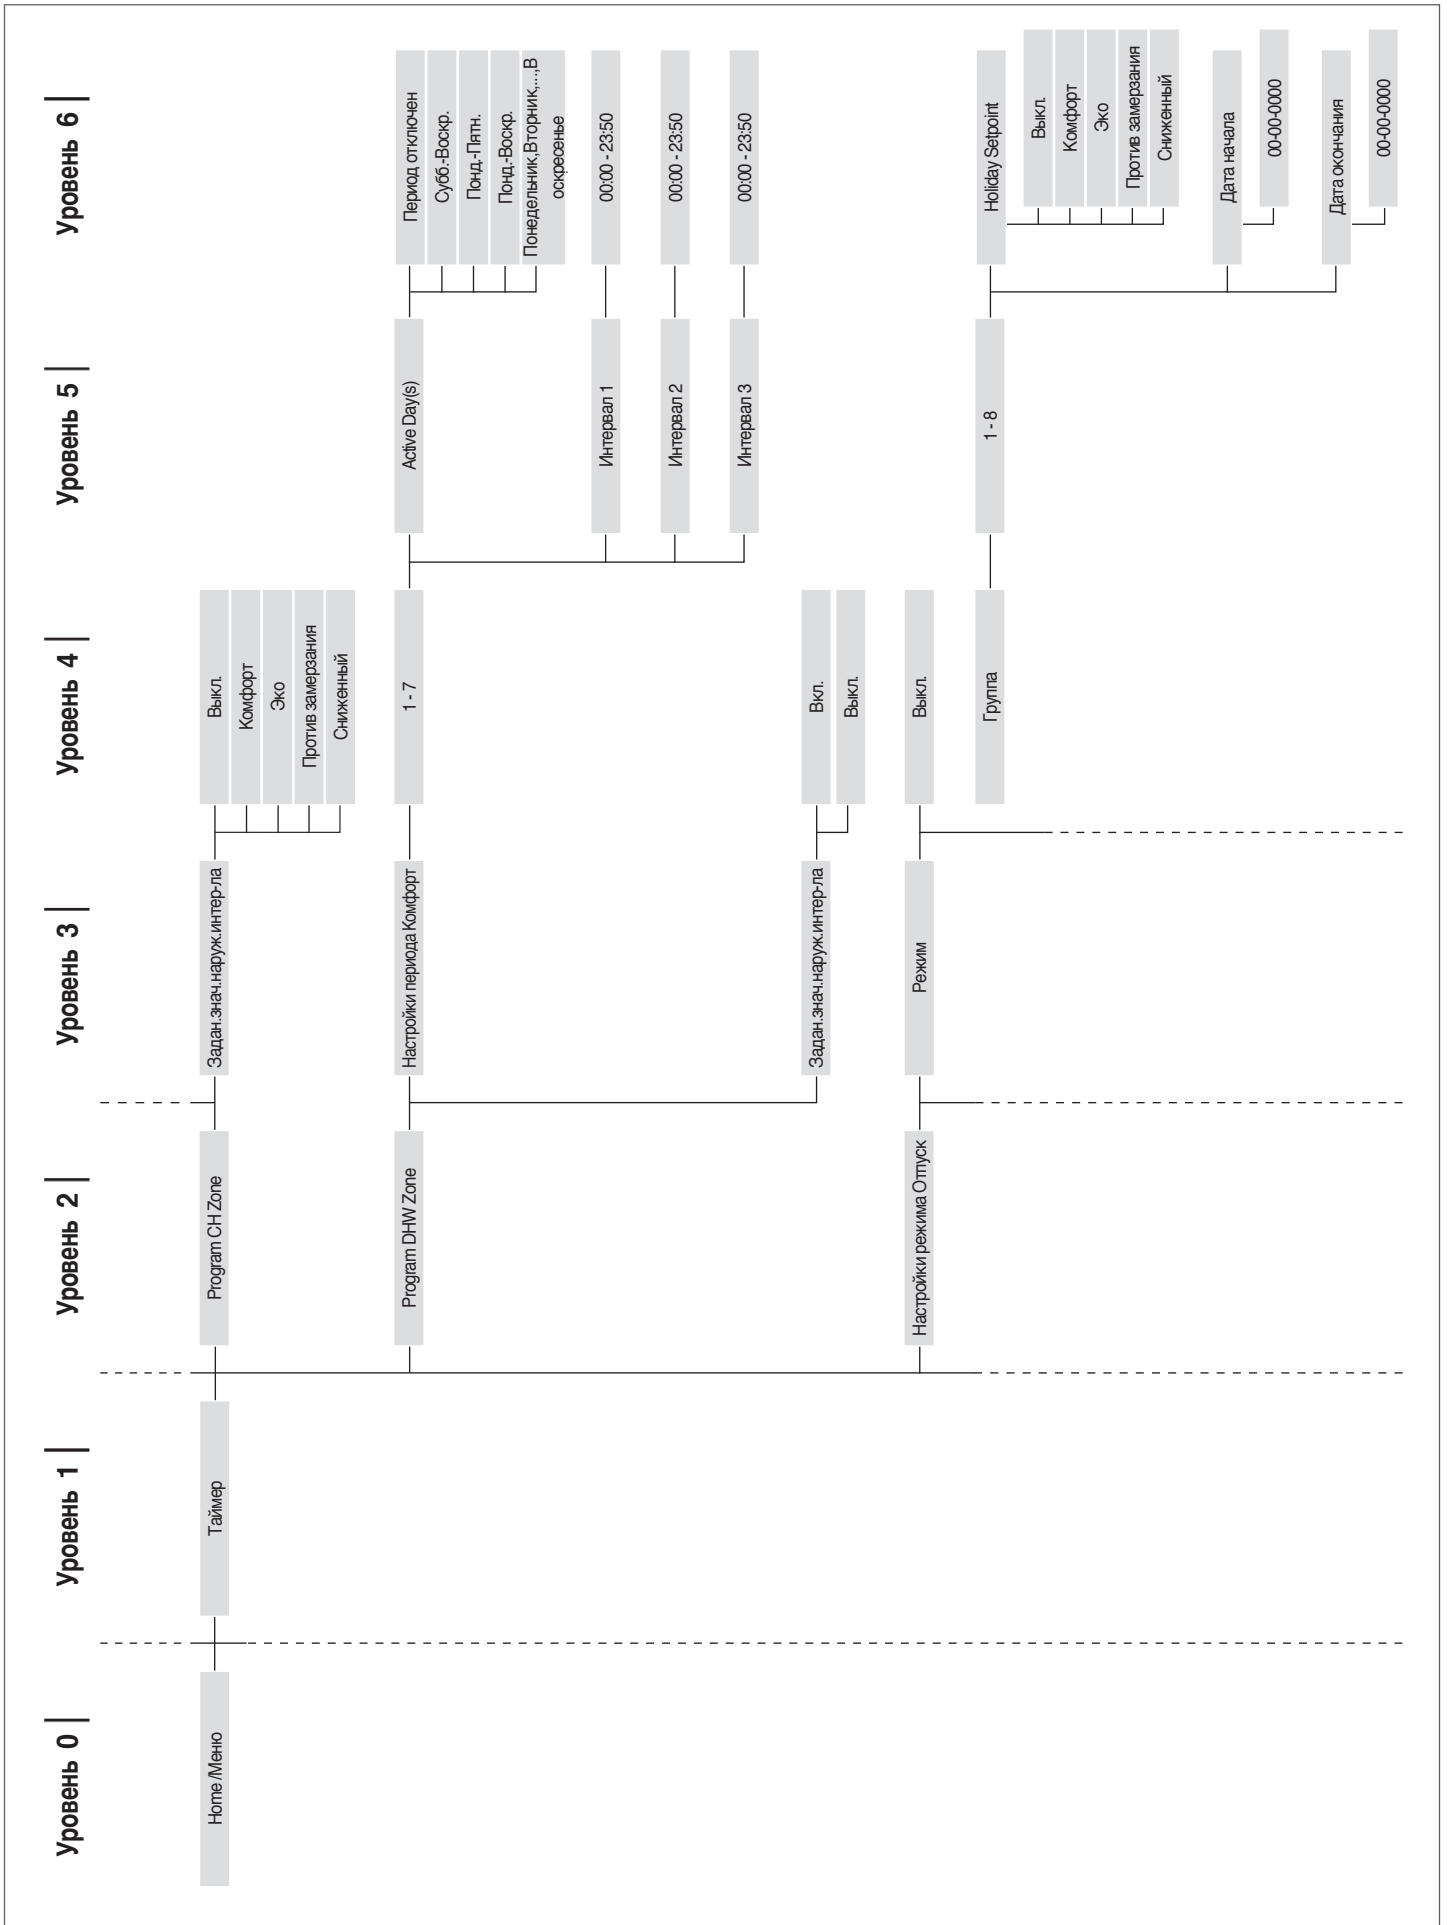 Уровень 0
Уровень 1
Уровень 2
Уровень 3
Уровень 4
Уровень 5
Уровень 6
Home /Меню
Таймер
Program CH Zone
Задан.знач.наруж.интер-ла
Выкл.
Комфорт
Эко
Против замерзания
Сниженный
Program DHW Zone
Настройки периода Комфорт
1 - 7
Active Day(s)
Период отключен
Субб.-Воскр.
Понд.-Пятн.
Понд.-Воскр.
Понедельник,Вторник,...,В
оскресенье
Интервал 1
00:00 - 23:50
Интервал 2
00:00 - 23:50
Интервал 3
00:00 - 23:50
Задан.знач.наруж.интер-ла
Вкл.
Выкл.
Настройки режима Отпуск
Режим
Выкл.
Группа
1 - 8
Holiday Setpoint
Выкл.
Комфорт
Эко
Против замерзания
Сниженный
Дата начала
00-00-0000
Дата окончания
00-00-0000